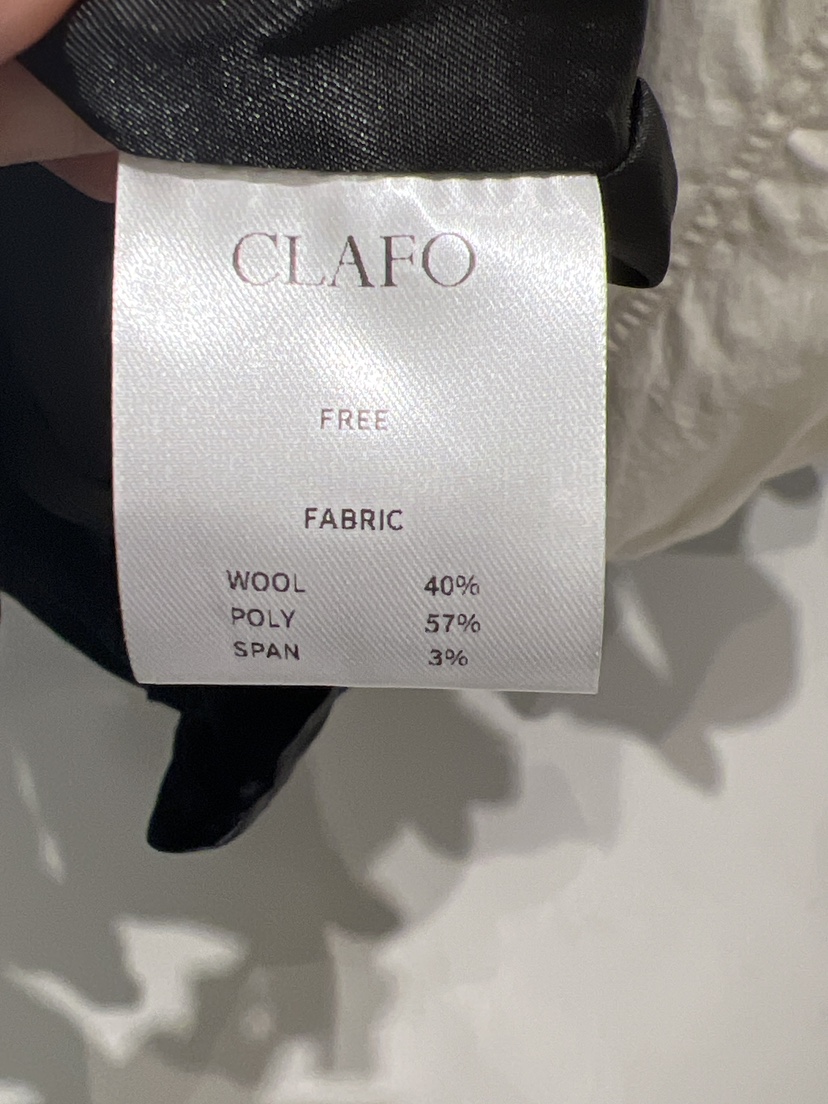 CLAFO
FREE
FABRIC
WOOL 40%
POLY 57%
SPAN 3%